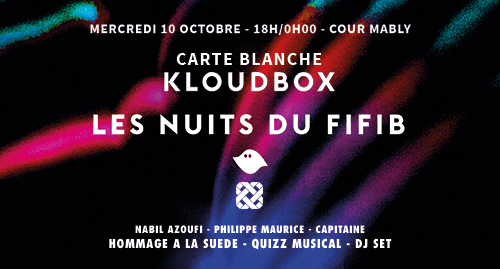 MERCREDI 10 OCTOBRE - 18H/0H00 - COUR MABLY
CARTE BLANCHE
KLOUDBOX
LES NUITS DU FIFIB
NABIL AZOUFI - PHILIPPE MAURICE - CAPITAINE
HOMMAGE A LA SUEDE - QUIZZ MUSICAL - DJ SET